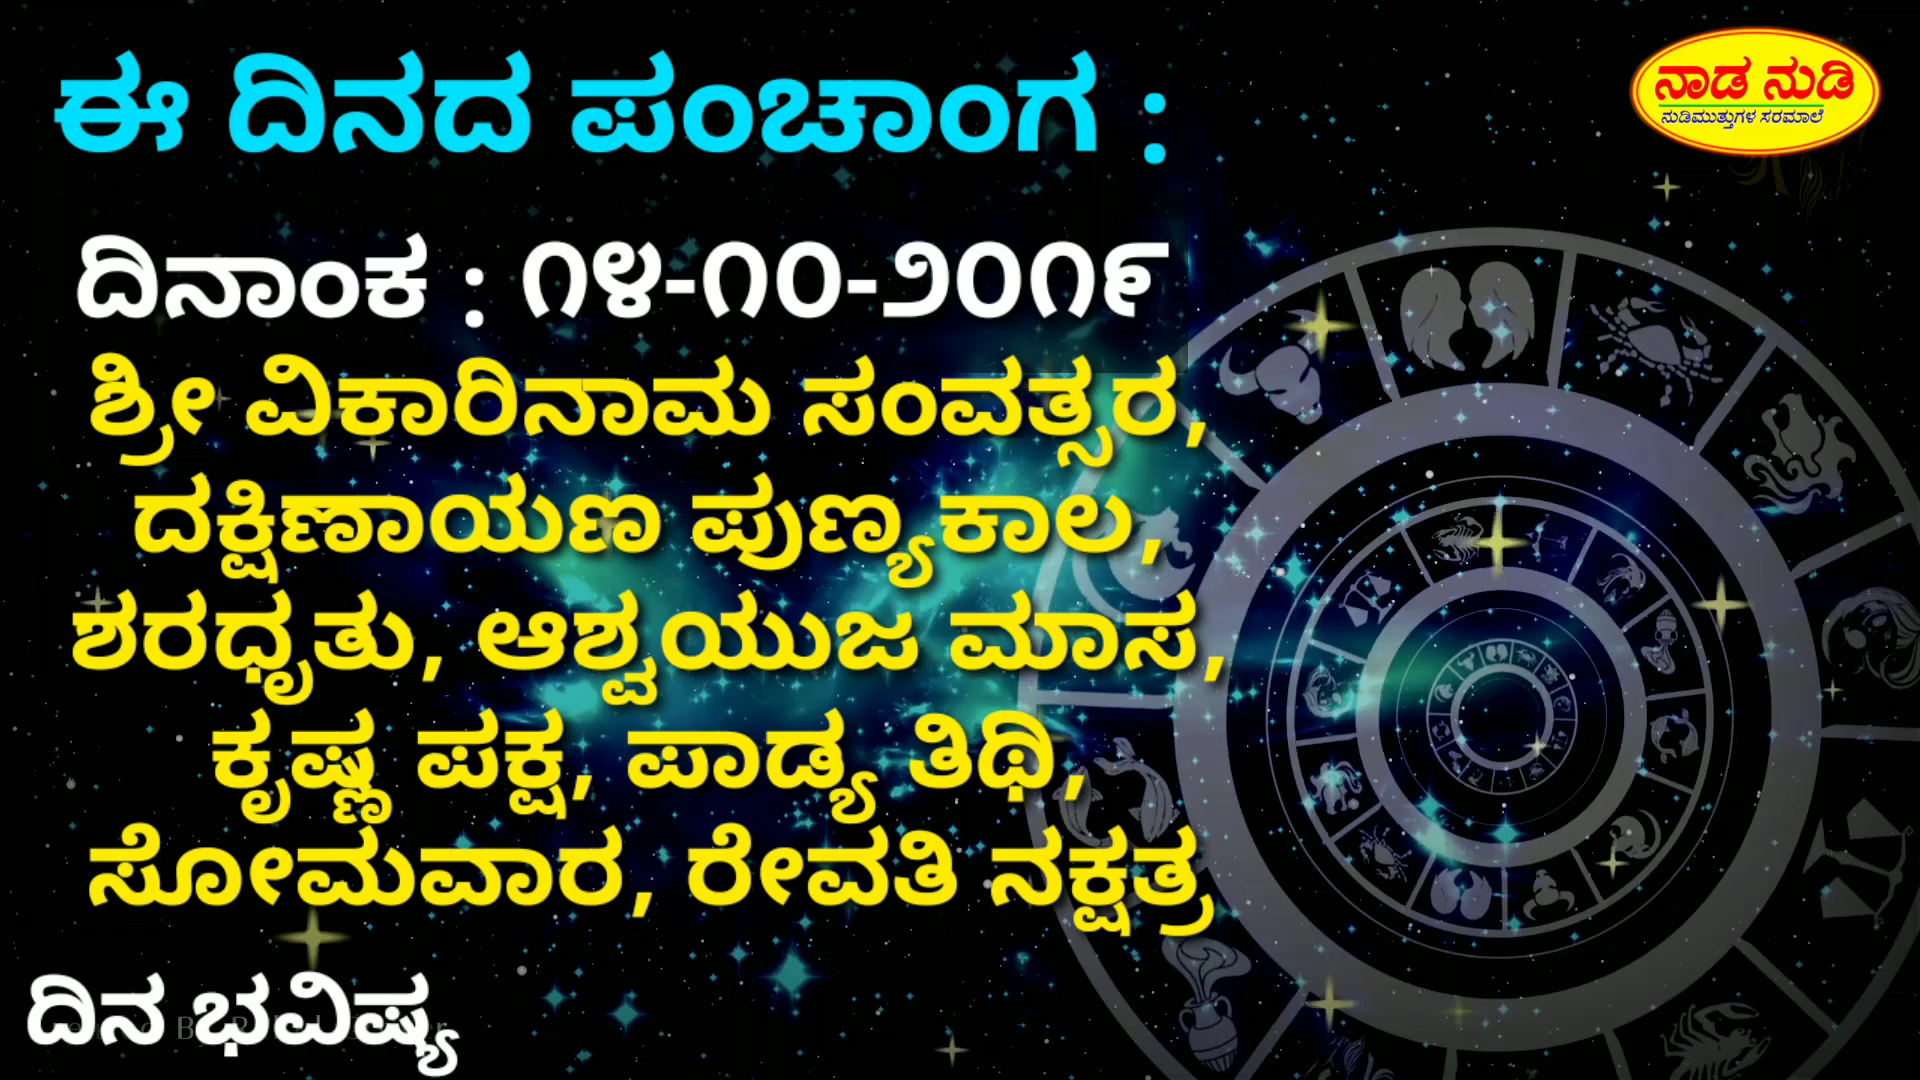 ಈ ದಿನದ ಪಂಚಾಂಗ :
ನಾಡ ನುಡಿ
ನುಡಿಮುತ್ತುಗಳ ಸರಮಾಲೆ
ದಿನಾಂಕ : ೧೪-೧೦-೨೦೧೯
ಶ್ರೀ ವಿಕಾರಿನಾಮ ಸಂವತ್ಸರ,
ದಕ್ಷಿಣಾಯಣ ಪುಣ್ಯಕಾಲ,
ಶರಧೃತು, ಆಶ್ವಯುಜ ಮಾಸ,
ಕೃಷ್ಣ ಪಕ್ಷ, ಪಾಡ್ಯ ತಿಥಿ,
ಸೋಮವಾರ, ರೇವತಿ ನಕ್ಷತ್ರ
ದಿನ ಭವಿಷ್ಯ